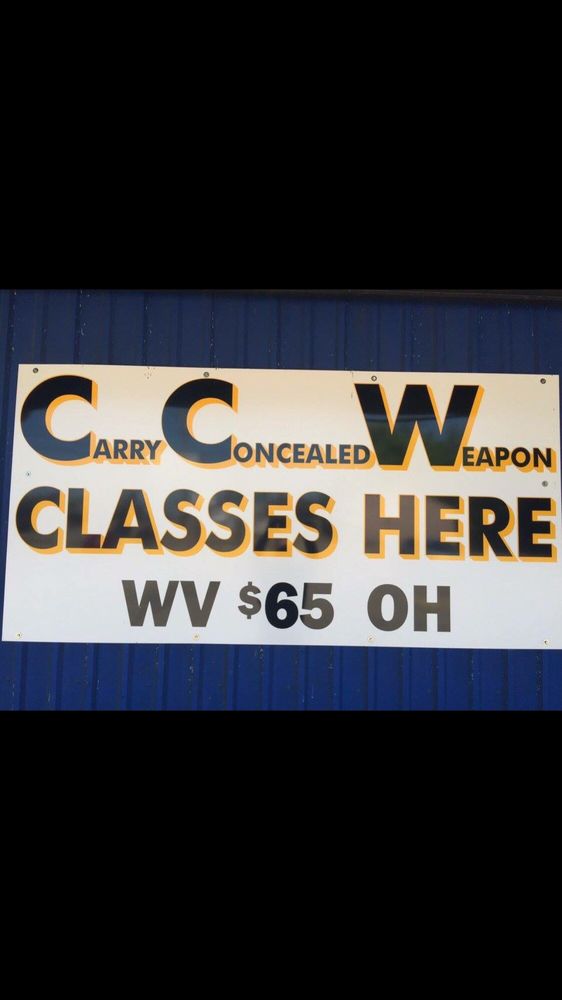 CARRY CONCEALED WEAPON
CLASSES HERE
WV $65 OH